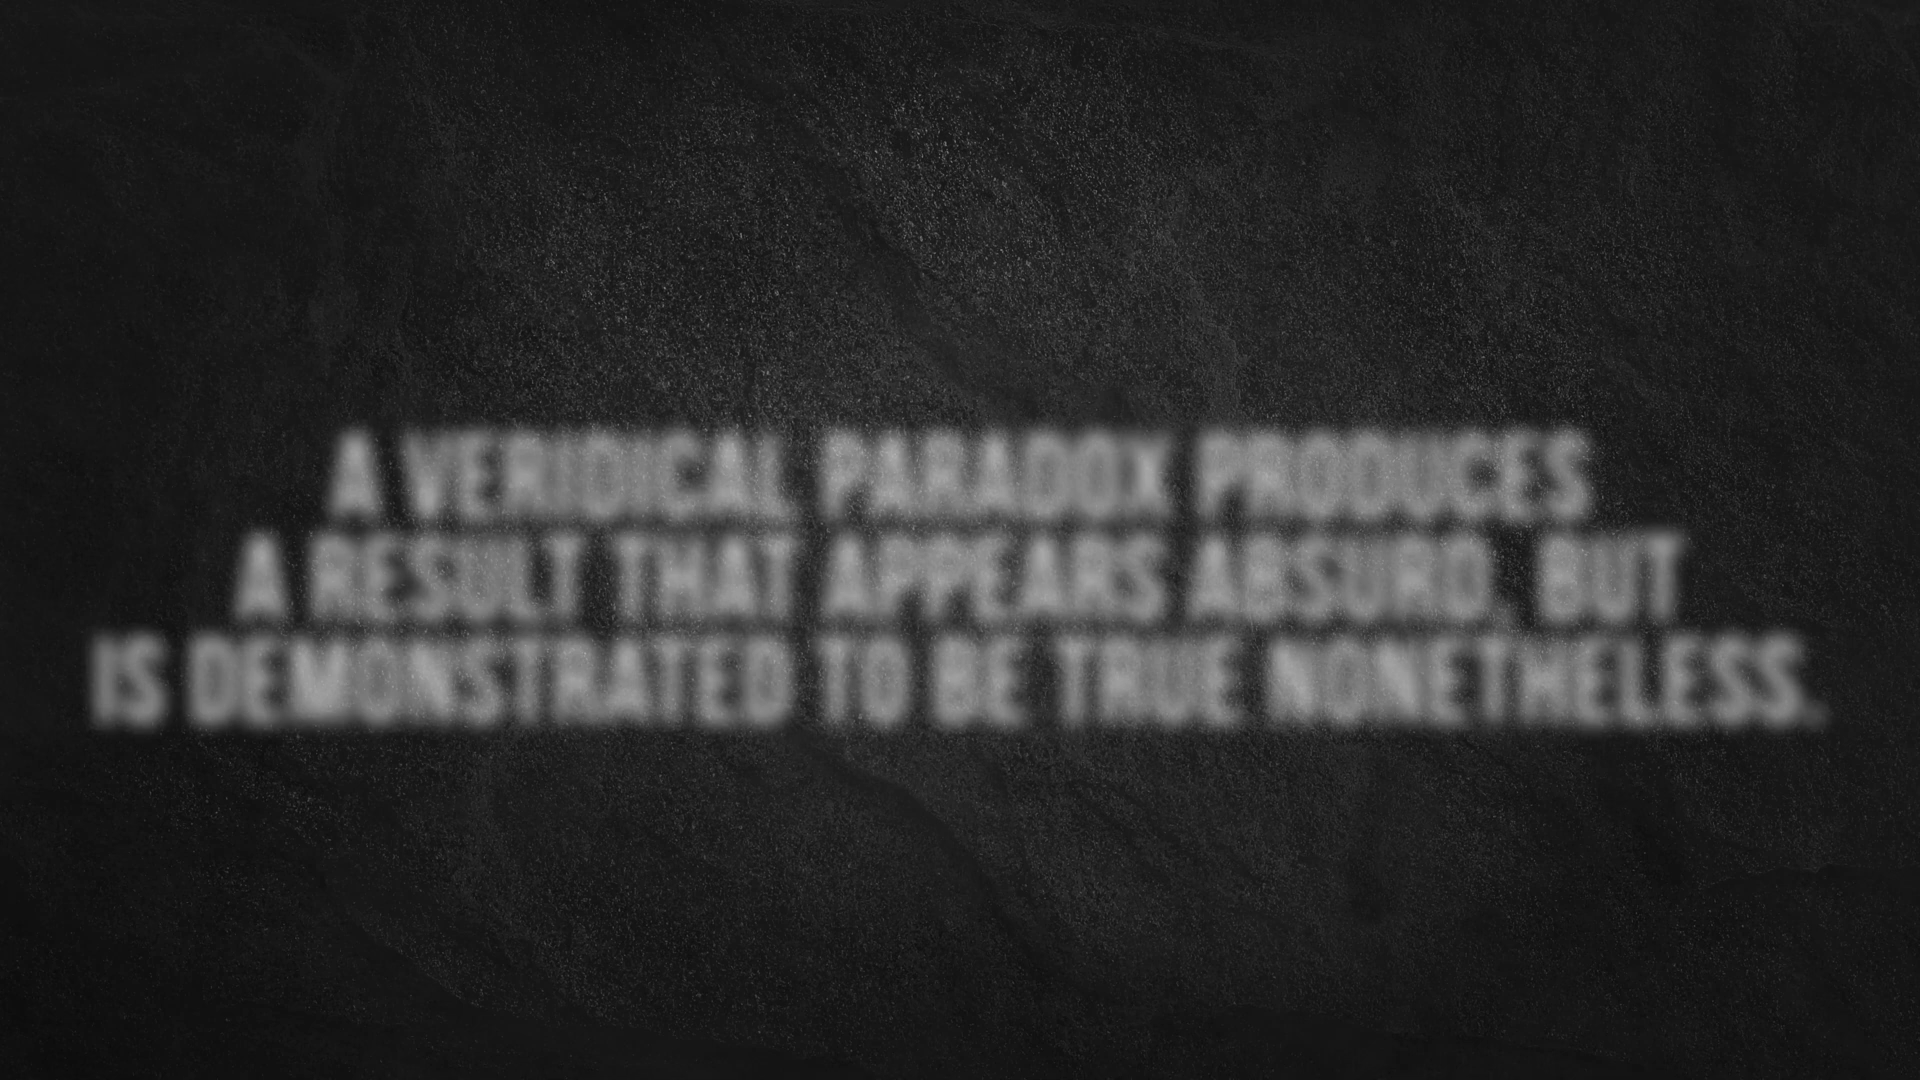 A VERIDICAL PARADOX PRODUCES
A RESULT THAT APPEARS ABSURD, BUT
IS DEMONSTRATED TO BE TRUE NONETHELESS.